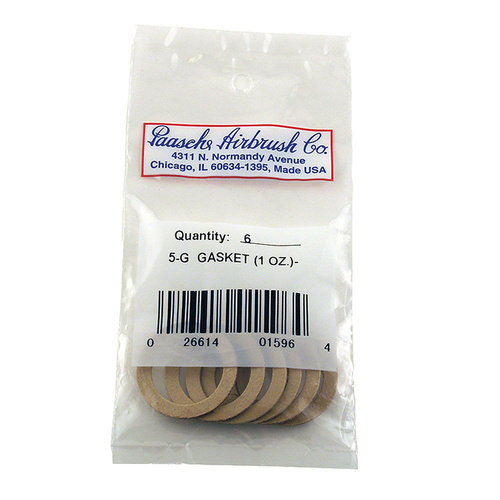 Paasche Airbrush Co.
4311 N. Normandy Avenue
Chicago, IL 60634-1395, Made USA
Quantity: 6
5-G GASKET (1 OZ.)-
0 26614 01596 4